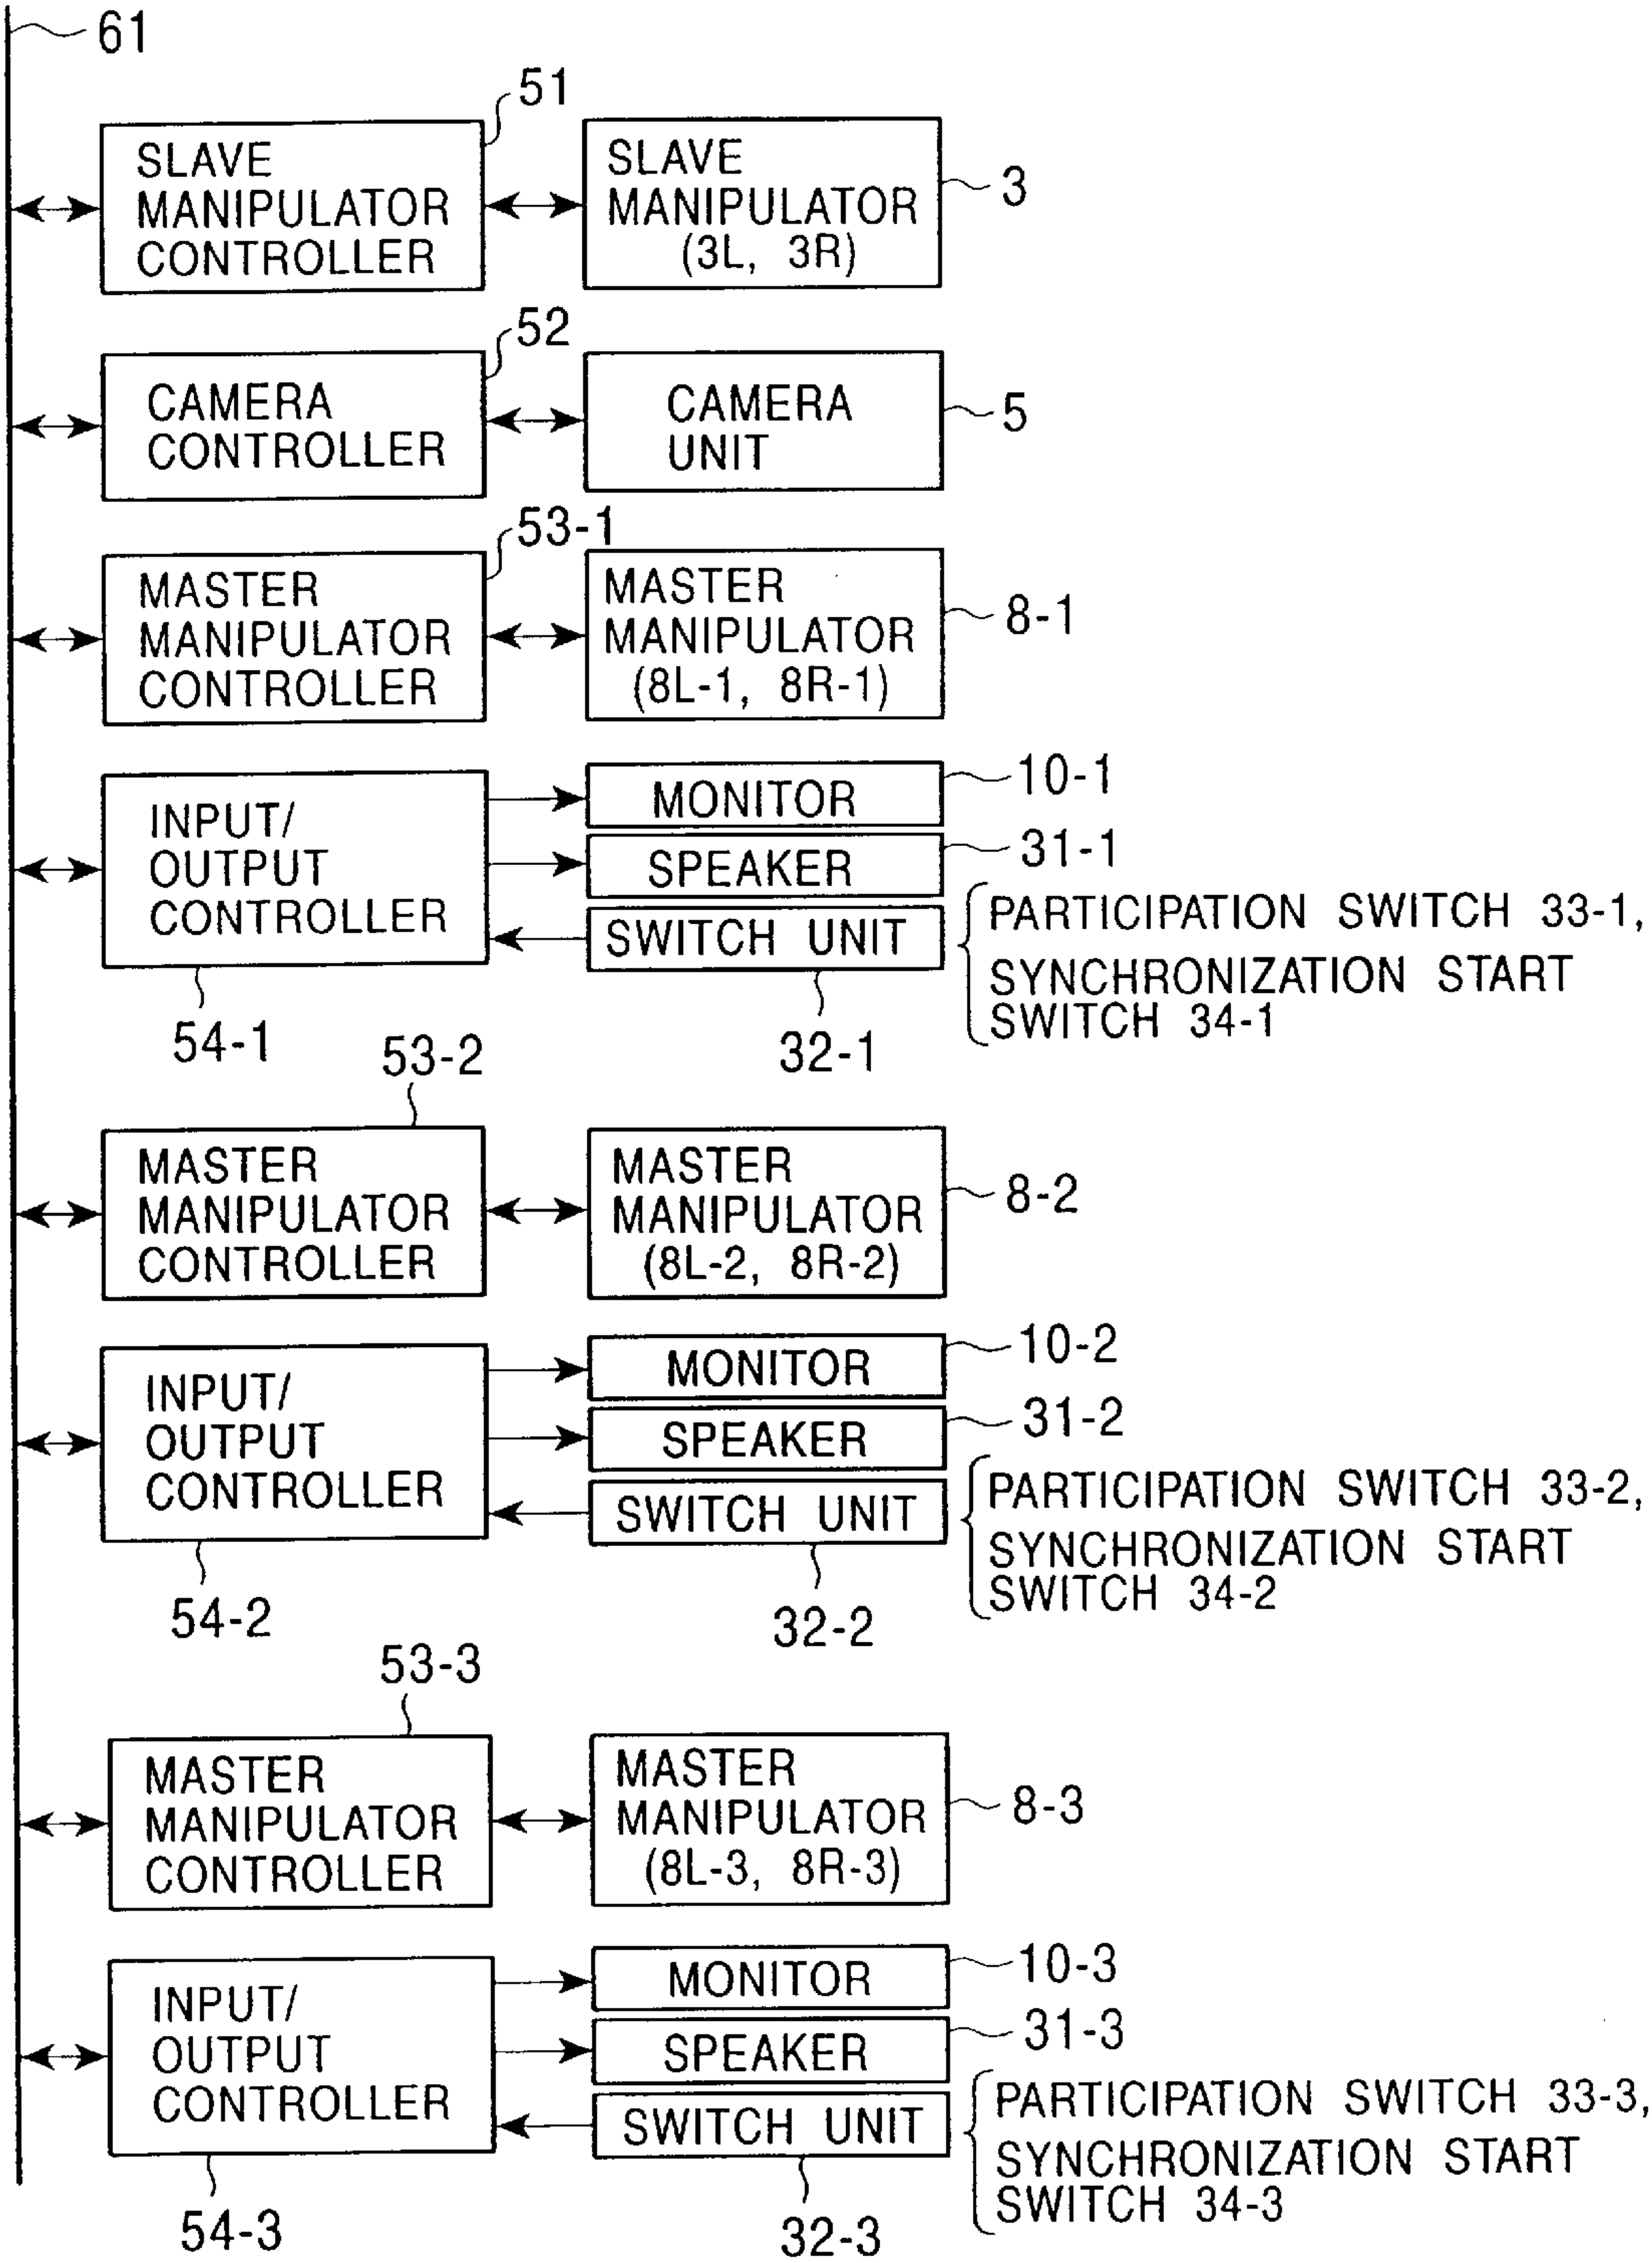 61
51
SLAVE
MANIPULATOR
CONTROLLER
SLAVE
MANIPULATOR
(3L, 3R)
3
52
CAMERA
CONTROLLER
CAMERA
UNIT
5
53-1
MASTER
MANIPULATOR
CONTROLLER
MASTER
MANIPULATOR
(8L-1, 8R-1)
8-1
INPUT/
OUTPUT
CONTROLLER
54-1
MONITOR
10-1
SPEAKER
31-1
SWITCH UNIT
32-1
PARTICIPATION SWITCH 33-1,
SYNCHRONIZATION START
SWITCH 34-1
53-2
MASTER
MANIPULATOR
CONTROLLER
MASTER
MANIPULATOR
(8L-2, 8R-2)
8-2
INPUT/
OUTPUT
CONTROLLER
54-2
MONITOR
10-2
SPEAKER
31-2
SWITCH UNIT
32-2
PARTICIPATION SWITCH 33-2,
SYNCHRONIZATION START
SWITCH 34-2
53-3
MASTER
MANIPULATOR
CONTROLLER
MASTER
MANIPULATOR
(8L-3, 8R-3)
8-3
INPUT/
OUTPUT
CONTROLLER
54-3
MONITOR
10-3
SPEAKER
31-3
SWITCH UNIT
32-3
PARTICIPATION SWITCH 33-3,
SYNCHRONIZATION START
SWITCH 34-3